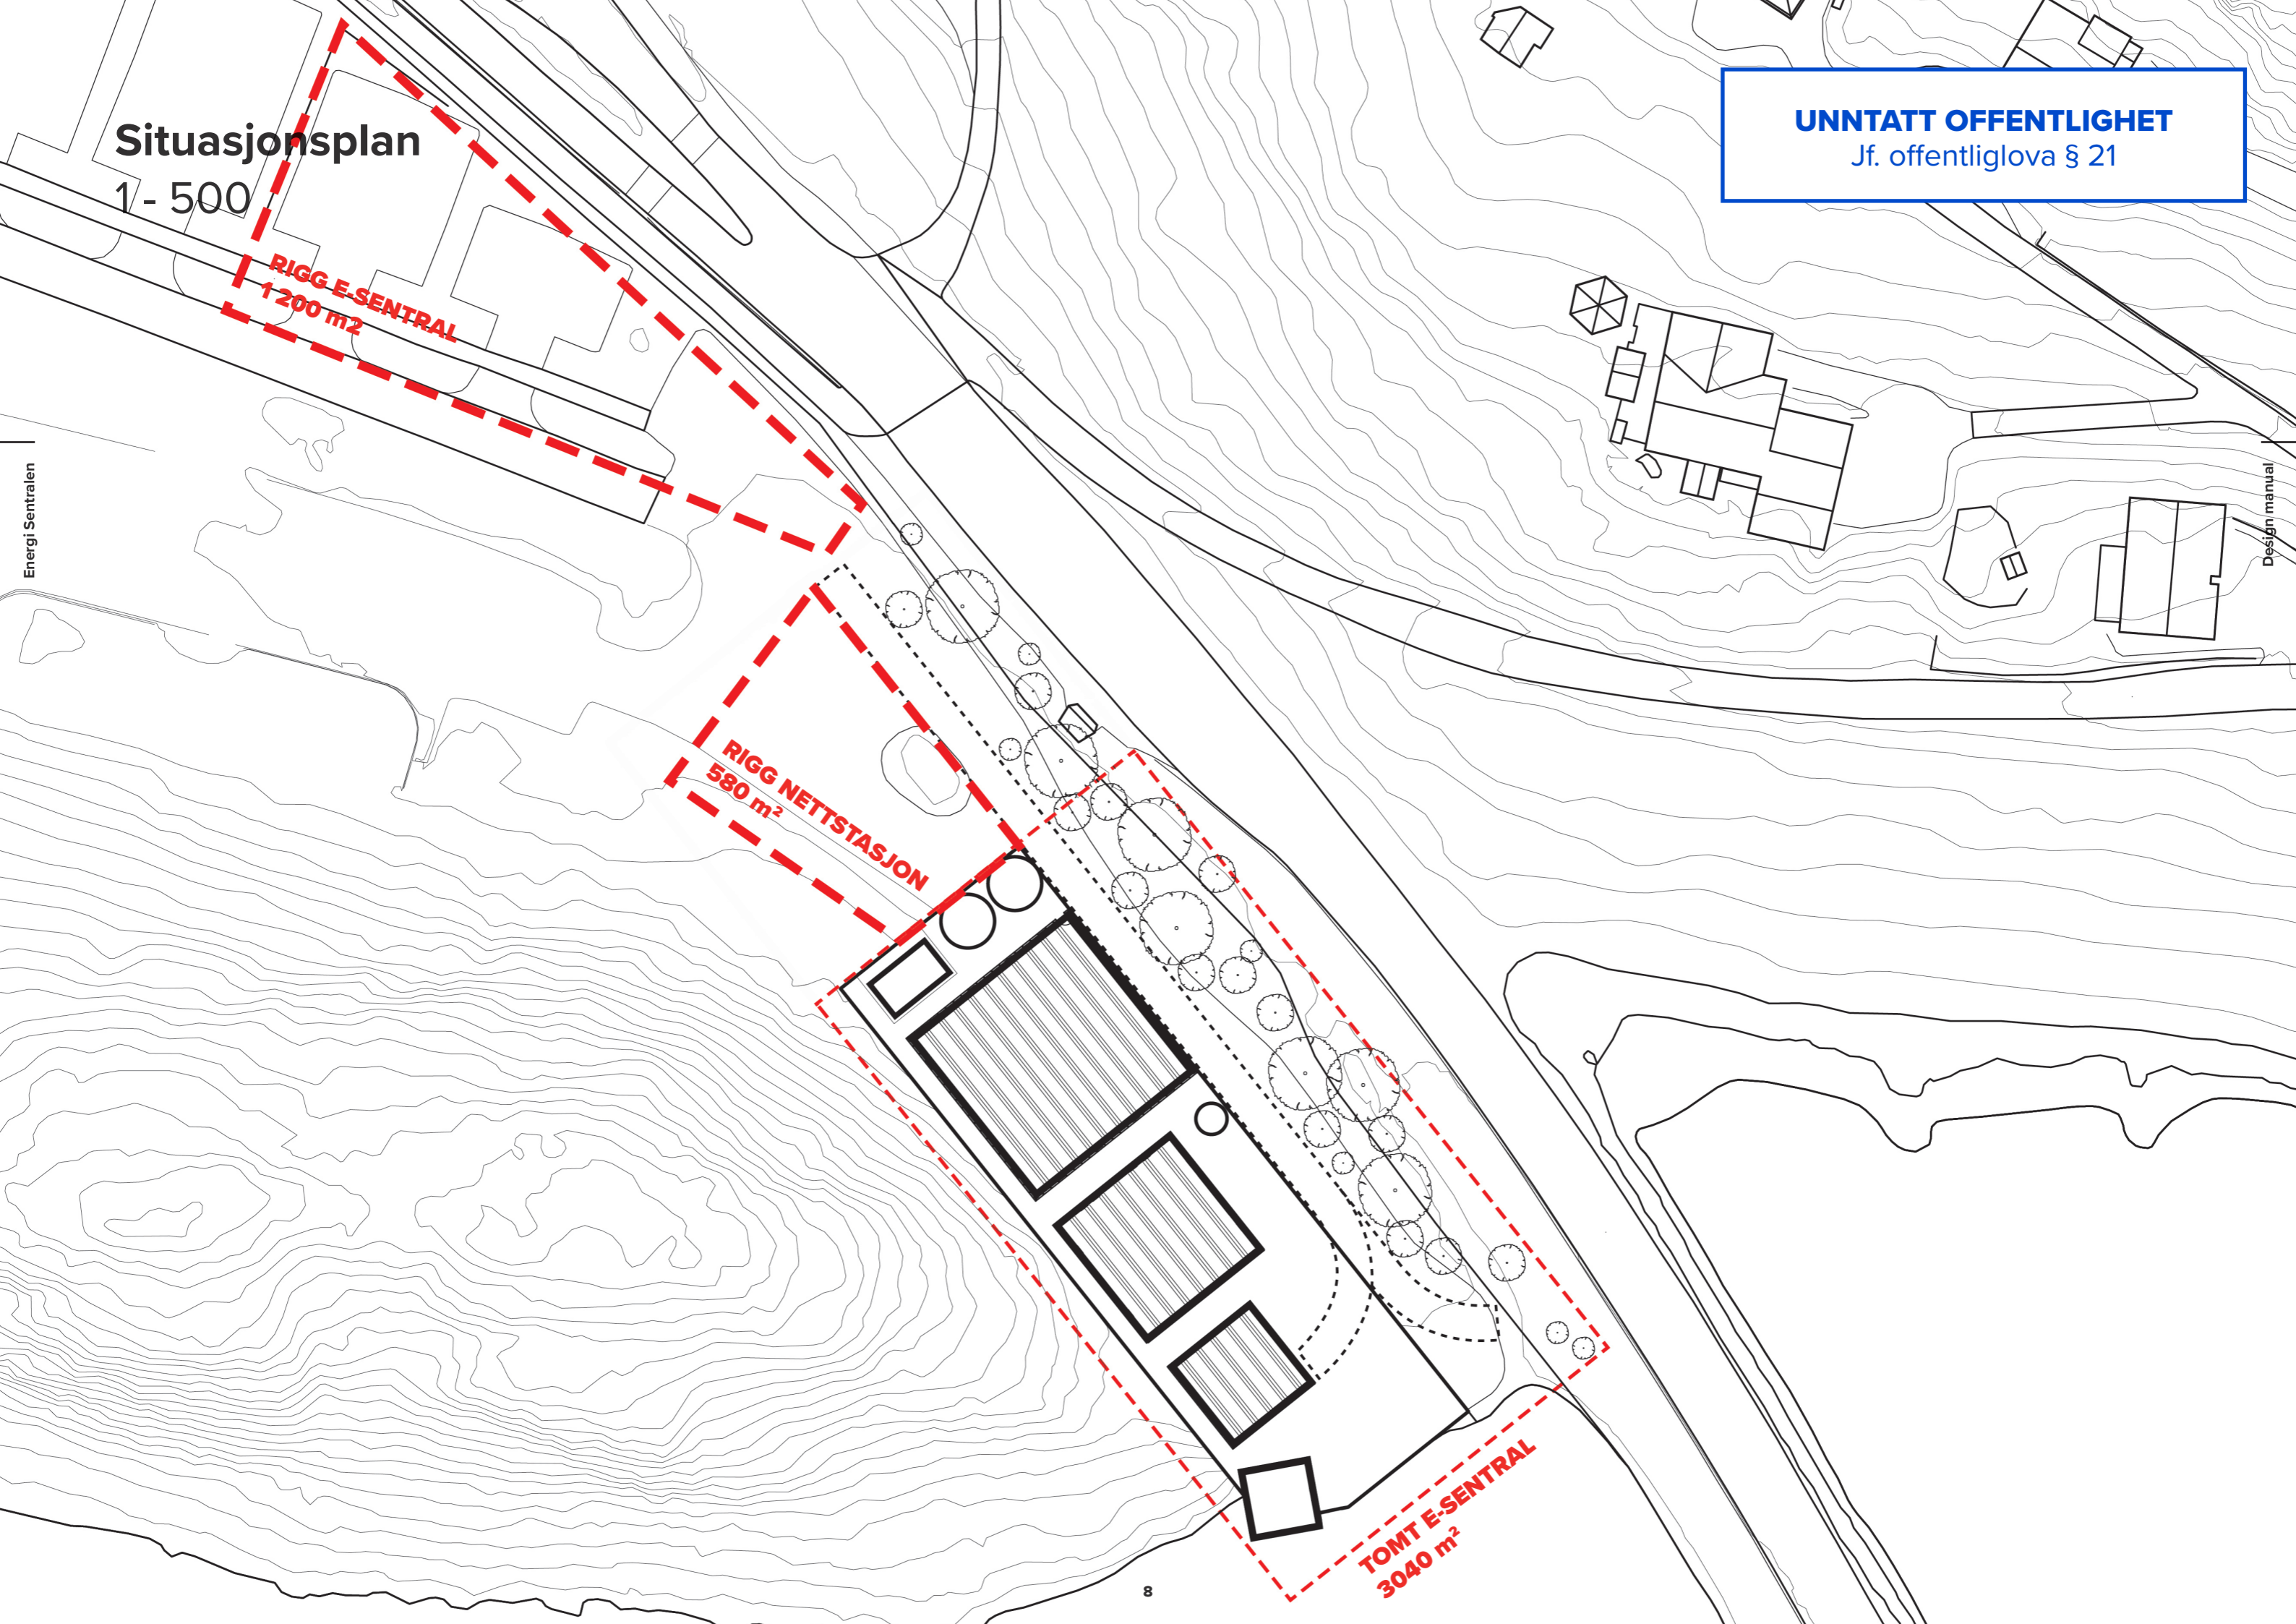 Situasjonsplan
1 - 500
UNNTATT OFFENTLIGHET
Jf. offentliglova § 21
RIGG E-SENTRAL
1 200 m2
Energi Sentralen
Design manual
RIGG NETTSTASJON
580 m²
TOMT E-SENTRAL
3040 m²
8